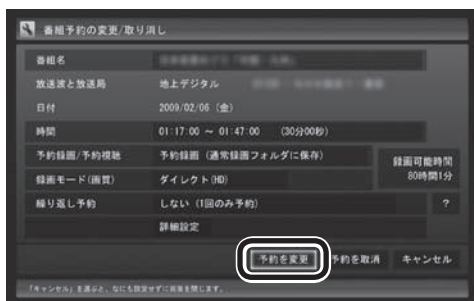 番組予約の変更/取り消し
番組名
放送波と放送局 地上デジタル
日付 2009/02/06 (金)
時間 01:17:00 ~ 01:47:00 (30分00秒)
予約録画/予約視聴 予約録画 (通常録画フォルダに保存)
録画可能時間
80時間1分
録画モード(画質) ダイレクト(HD)
繰り返し予約 しない (1回のみ予約) ?
詳細設定
予約を変更 予約を取消 キャンセル
「キャンセル」を選ぶと、なにも設定せずに画面を閉じます。